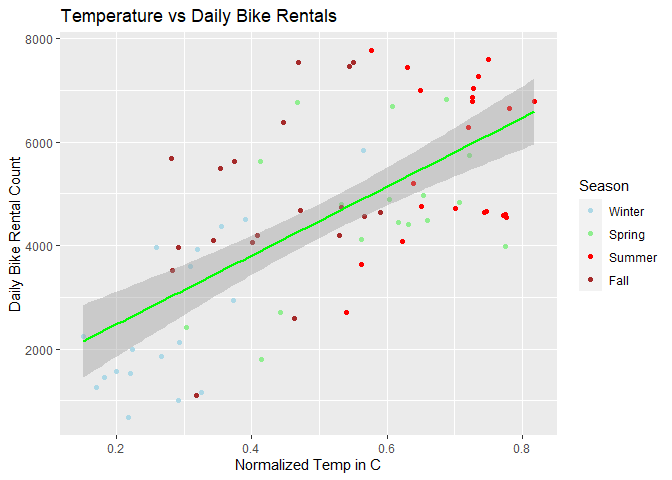 Temperature vs Daily Bike Rentals
8000
6000
4000
2000
Daily Bike Rental Count
0.2 0.4 0.6 0.8
Normalized Temp in C
Season
Winter
Spring
Summer
Fall